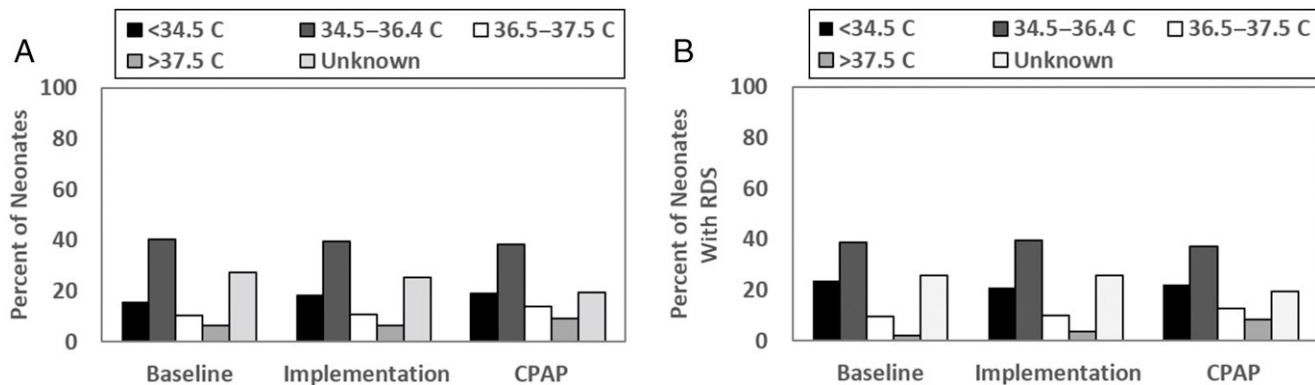 A
<34.5 C 34.5–36.4 C 36.5–37.5 C
>37.5 C Unknown
Percent of Neonates
100
80
60
40
20
0
Baseline Implementation CPAP
B
<34.5 C 34.5–36.4 C 36.5–37.5 C
>37.5 C Unknown
Percent of Neonates
With RDS
100
80
60
40
20
0
Baseline Implementation CPAP